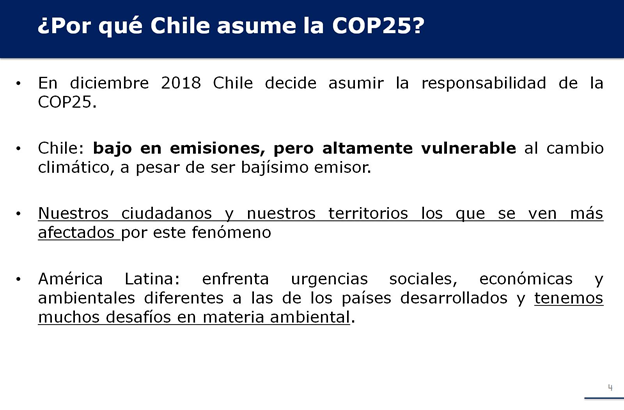 ¿Por qué Chile asume la COP25?
• En diciembre 2018 Chile decide asumir la responsabilidad de la
COP25.
• Chile: bajo en emisiones, pero altamente vulnerable al cambio
climático, a pesar de ser bajísimo emisor.
• Nuestros ciudadanos y nuestros territorios los que se ven más
afectados por este fenómeno
• América Latina: enfrenta urgencias sociales, económicas y
ambientales diferentes a las de los países desarrollados y tenemos
muchos desafíos en materia ambiental.
4